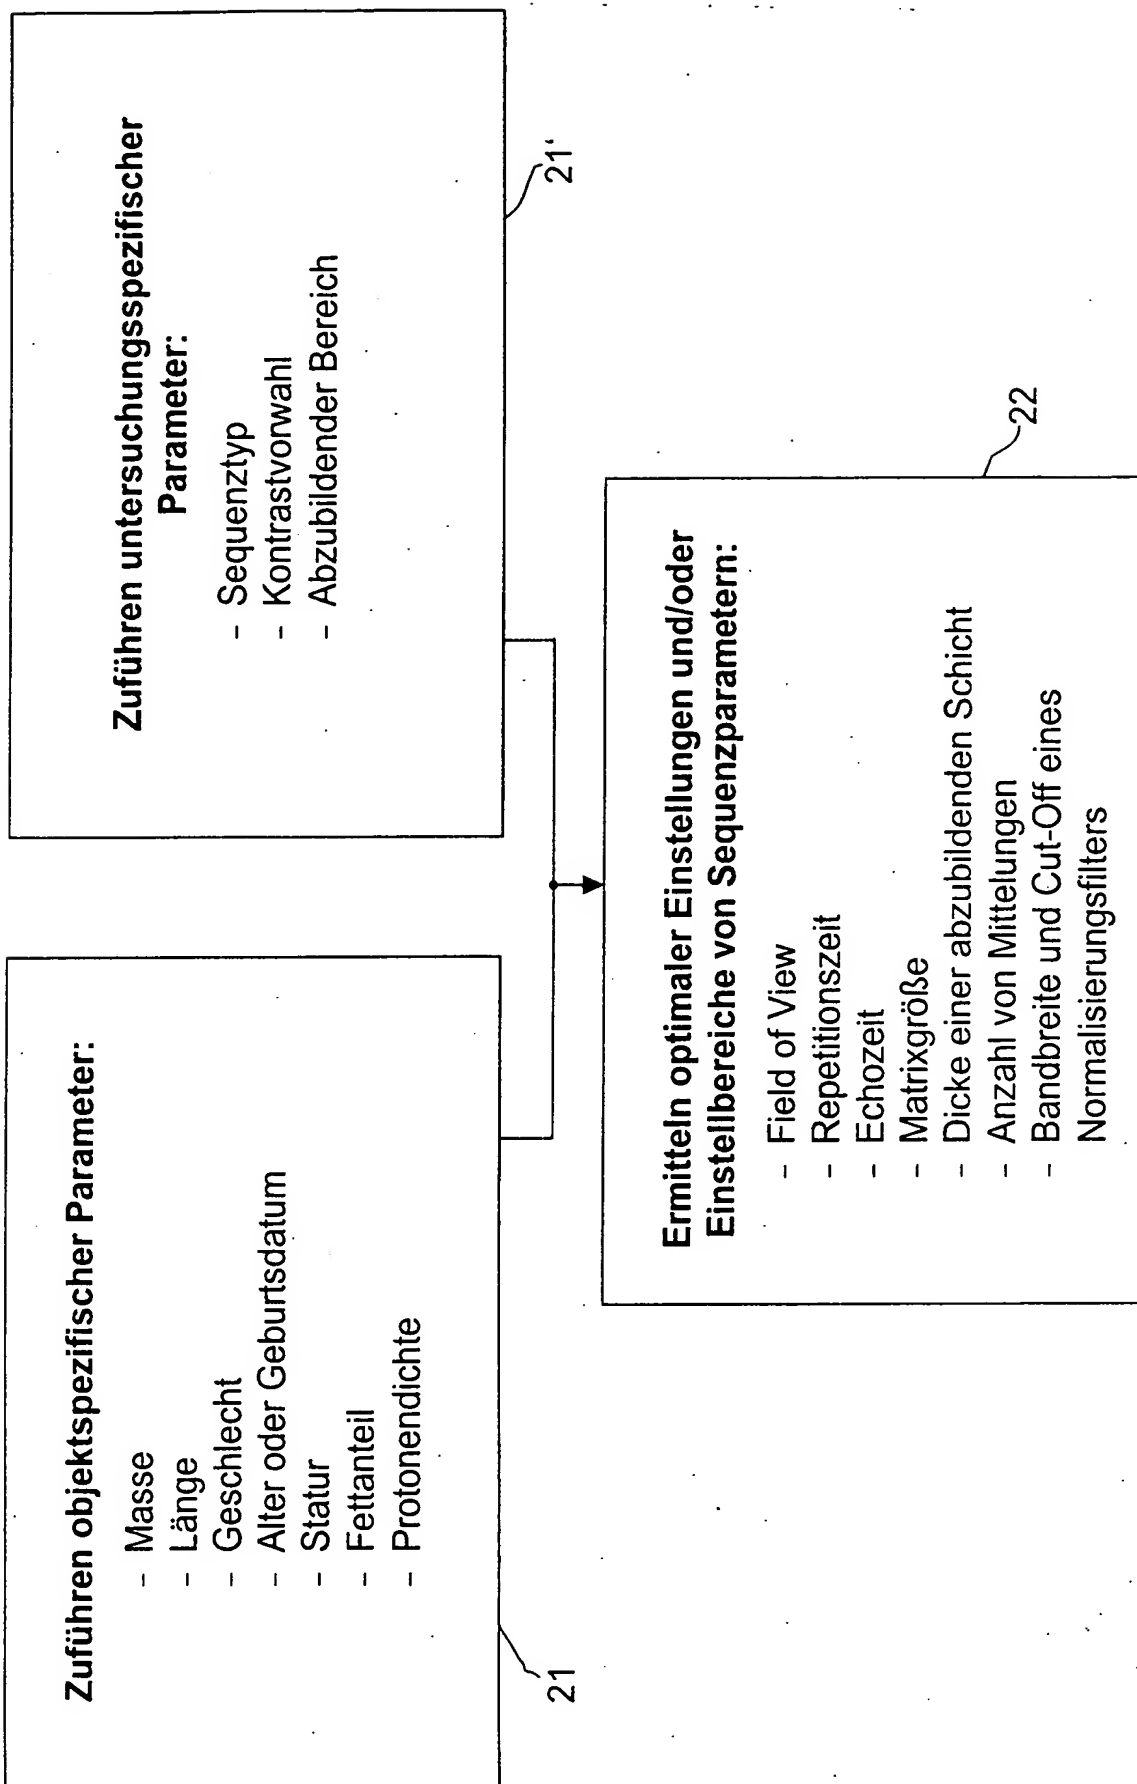 Zuführen objektspezifischer Parameter:
- Masse
- Länge
- Geschlecht
- Alter oder Geburtsdatum
- Statur
- Fettanteil
- Protonendichte
21
Zuführen untersuchungsspezifischer
Parameter:
- Sequenztyp
- Kontrastvorwahl
- Abzubildender Bereich
21'
Ermitteln optimaler Einstellungen und/oder
Einstellbereiche von Sequenzparametern:
- Field of View
- Repetitionszeit
- Echozeit
- Matrixgröße
- Dicke einer abzubildenden Schicht
- Anzahl von Mittelungen
- Bandbreite und Cut-Off eines
Normalisierungsfilters
22